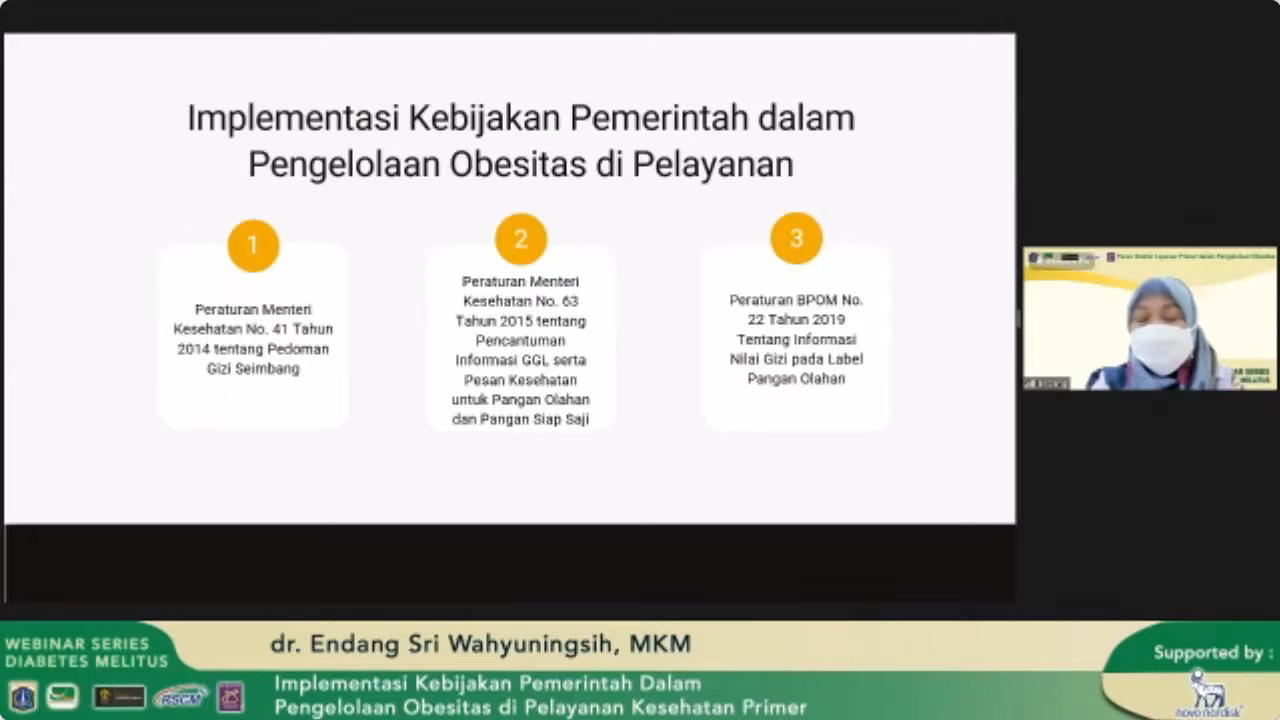 Implementasi Kebijakan Pemerintah dalam
Pengelolaan Obesitas di Pelayanan
1
Peraturan Menteri
Kesehatan No. 41 Tahun
2014 tentang Pedoman
Gizi Seimbang
2
Peraturan Menteri
Kesehatan No. 63
Tahun 2015 tentang
Pencantuman
Informasi GGL serta
Pesan Kesehatan
untuk Pangan Olahan
dan Pangan Siap Saji
3
Peraturan BPOM No.
22 Tahun 2019
Tentang Informasi
Nilai Gizi pada Label
Pangan Olahan
WEBINAR SERIES
DIABETES MELITUS
dr. Endang Sri Wahyuningsih, MKM
Implementasi Kebijakan Pemerintah Dalam
Pengelolaan Obesitas di Pelayanan Kesehatan Primer
RSCM
Supported by :
novo nordisk